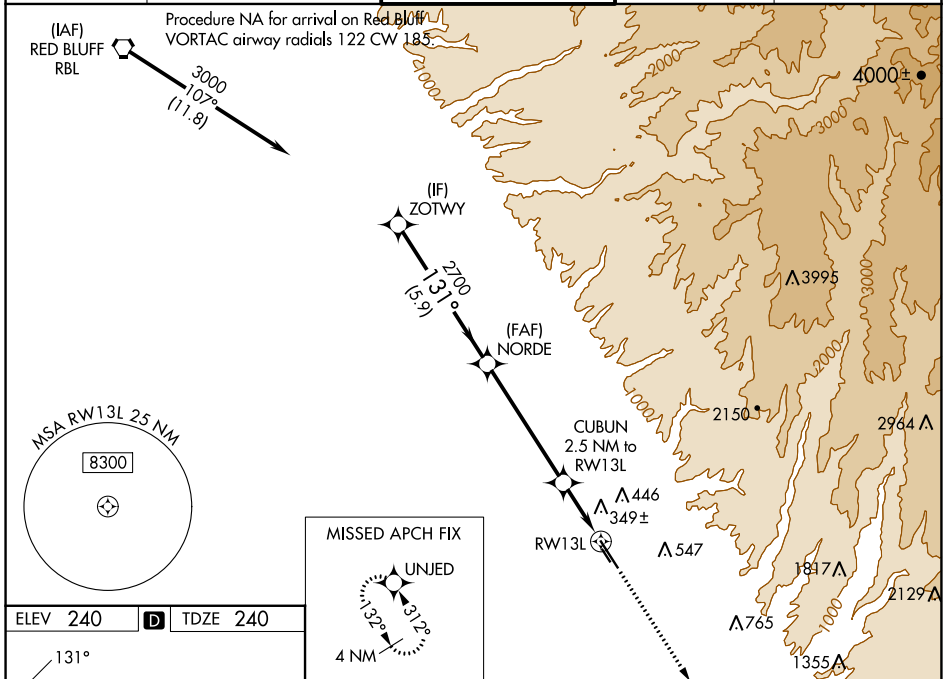 Procedure NA for arrival on Red Bluff
VORTAC airway radials 122 CW 185.
(IAF)
RED BLUFF
RBL
3000
107°
(11.8)
1000
2000
4000±
3000
(IF)
ZOTWY
2700
131°
(5.9)
3995
3000
(FAF)
NORDE
2000
1000
2150
2964
MSA RW13L 25 NM
8300
CUBUN
2.5 NM to
RW13L
446
349±
RW13L
547
1817
2129
1000
765
1355
MISSED APCH FIX
UNJED
132°
312°
4 NM
ELEV 240
D
TDZE 240
131°